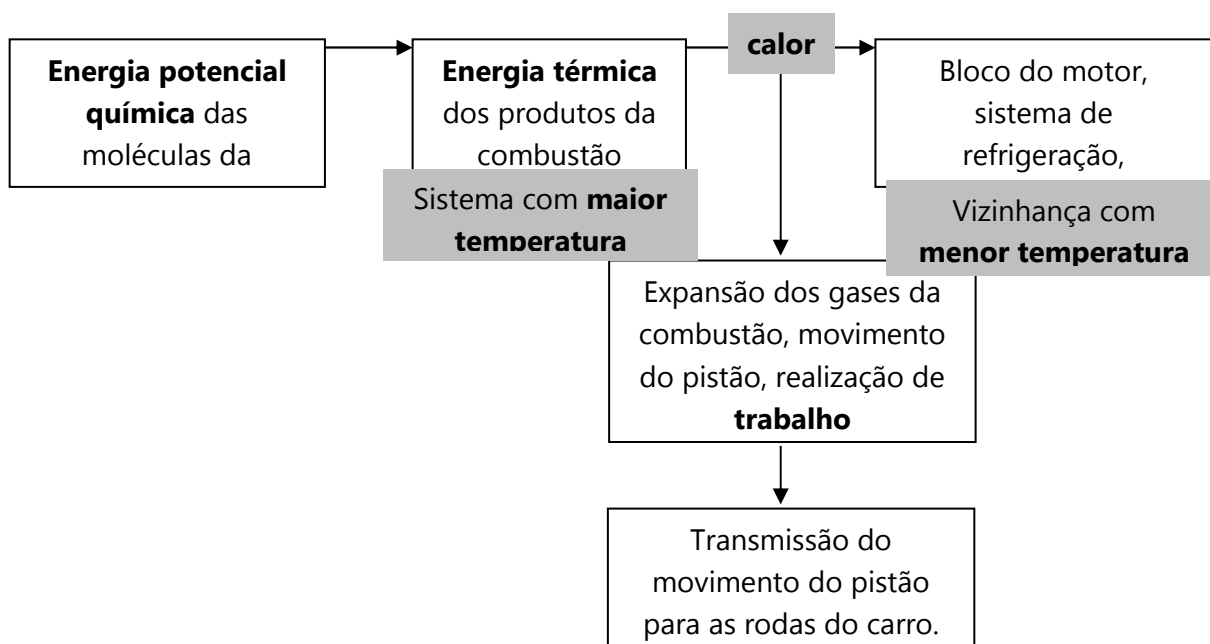 calor
Energia potencial
química das
moléculas da
Energia térmica
dos produtos da
combustão
Bloco do motor,
sistema de
refrigeração,
Sistema com maior
temperatura
Vizinhança com
menor temperatura
Expansão dos gases da
combustão, movimento
do pistão, realização de
trabalho
Transmissão do
movimento do pistão
para as rodas do carro.